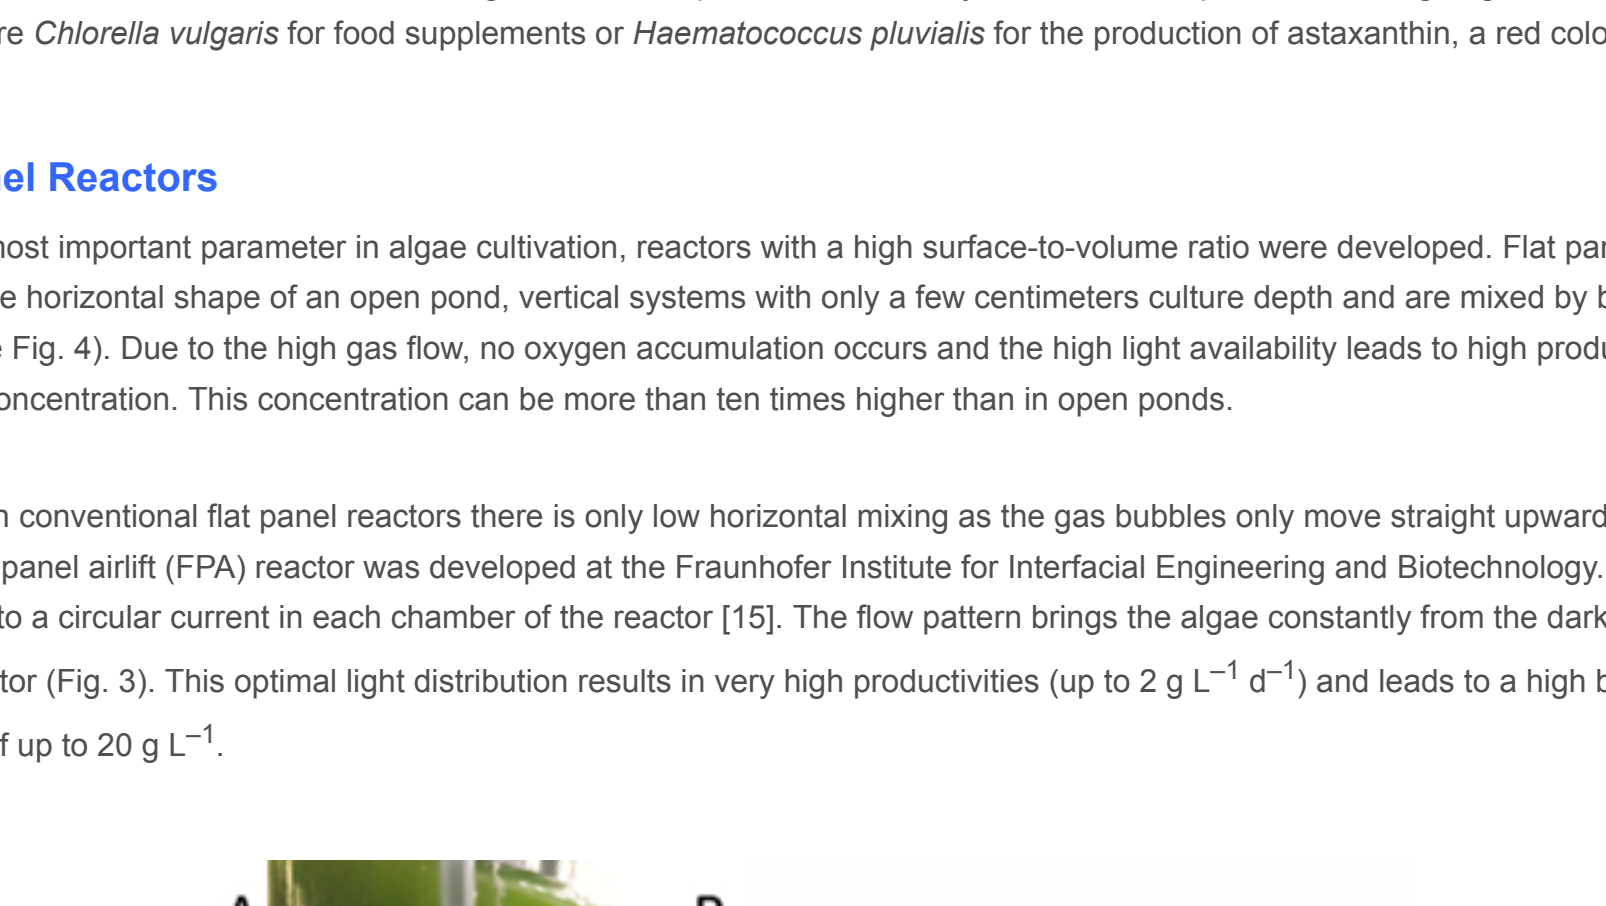 re Chlorella vulgaris for food supplements or Haematococcus pluvialis for the production of astaxanthin, a red colo
el Reactors
most important parameter in algae cultivation, reactors with a high surface-to-volume ratio were developed. Flat pan
e horizontal shape of an open pond, vertical systems with only a few centimeters culture depth and are mixed by b
e Fig. 4). Due to the high gas flow, no oxygen accumulation occurs and the high light availability leads to high produ
oncentration. This concentration can be more than ten times higher than in open ponds.
n conventional flat panel reactors there is only low horizontal mixing as the gas bubbles only move straight upward
panel airlift (FPA) reactor was developed at the Fraunhofer Institute for Interfacial Engineering and Biotechnology.
to a circular current in each chamber of the reactor [15]. The flow pattern brings the algae constantly from the dark
tor (Fig. 3). This optimal light distribution results in very high productivities (up to 2 g L⁻¹ d⁻¹) and leads to a high b
f up to 20 g L⁻¹.